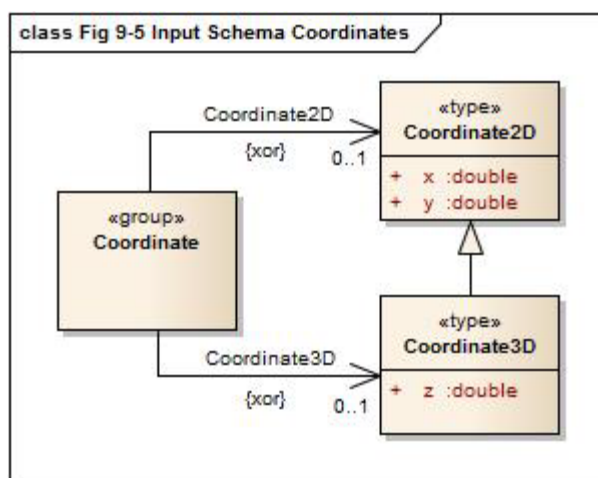 class Fig 9-5 Input Schema Coordinates
Coordinate2D
{xor}
0..1
«type»
Coordinate2D
+ x :double
+ y :double
«group»
Coordinate
Coordinate3D
{xor}
0..1
«type»
Coordinate3D
+ z :double